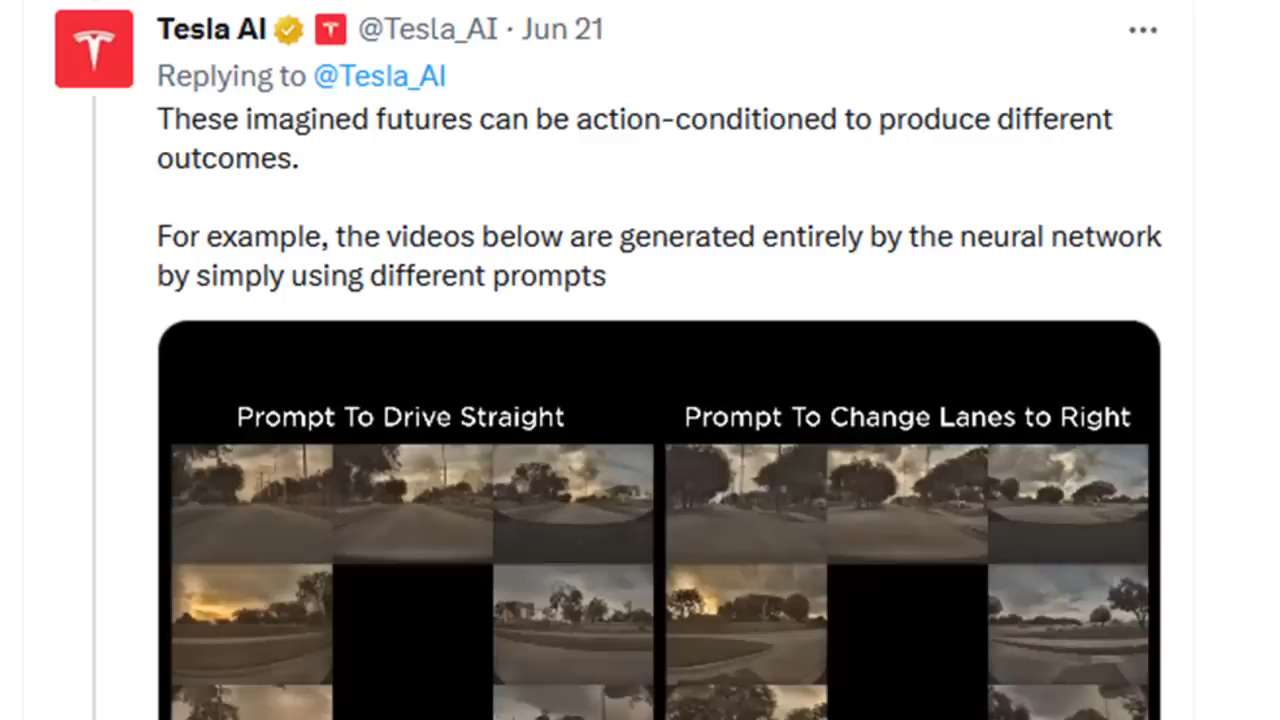 Tesla AI @Tesla_AI · Jun 21
Replying to @Tesla_AI
These imagined futures can be action-conditioned to produce different
outcomes.
For example, the videos below are generated entirely by the neural network
by simply using different prompts
Prompt To Drive Straight
Prompt To Change Lanes to Right